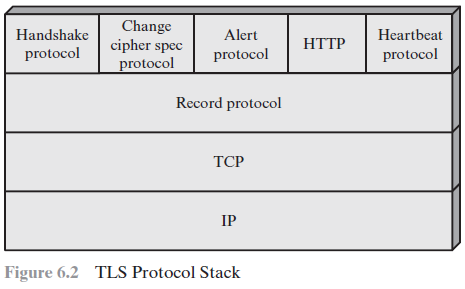 Handshake
protocol
Change
cipher spec
protocol
Alert
protocol
HTTP
Heartbeat
protocol
Record protocol
TCP
IP
Figure 6.2 TLS Protocol Stack